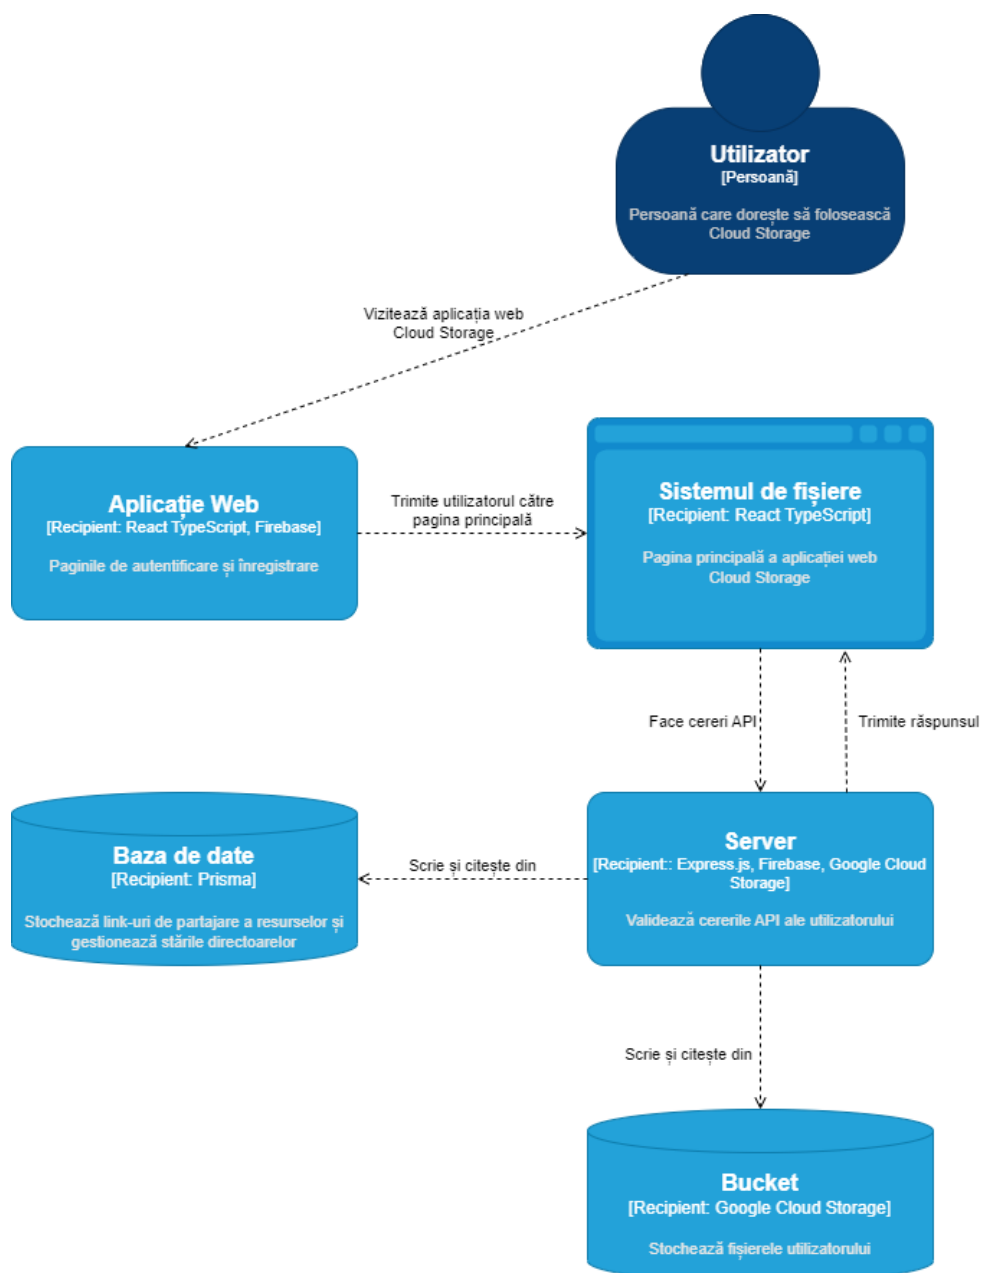 Utilizator
[Persoană]
Persoană care dorește să folosească
Cloud Storage
Vizitează aplicația web
Cloud Storage
Aplicație Web
[Recipient: React TypeScript, Firebase]
Paginile de autentificare și înregistrare
Trimite utilizatorul către
pagina principală
Sistemul de fișiere
[Recipient: React TypeScript]
Pagina principală a aplicației web
Cloud Storage
Face cereri API
Trimite răspunsul
Baza de date
[Recipient: Prisma]
Stochează link-uri de partajare a resurselor și
gestionează stările directoarelor
Scrie și citește din
Server
[Recipient:: Express.js, Firebase, Google Cloud
Storage]
Validează cererile API ale utilizatorului
Scrie și citește din
Bucket
[Recipient: Google Cloud Storage]
Stochează fișierele utilizatorului